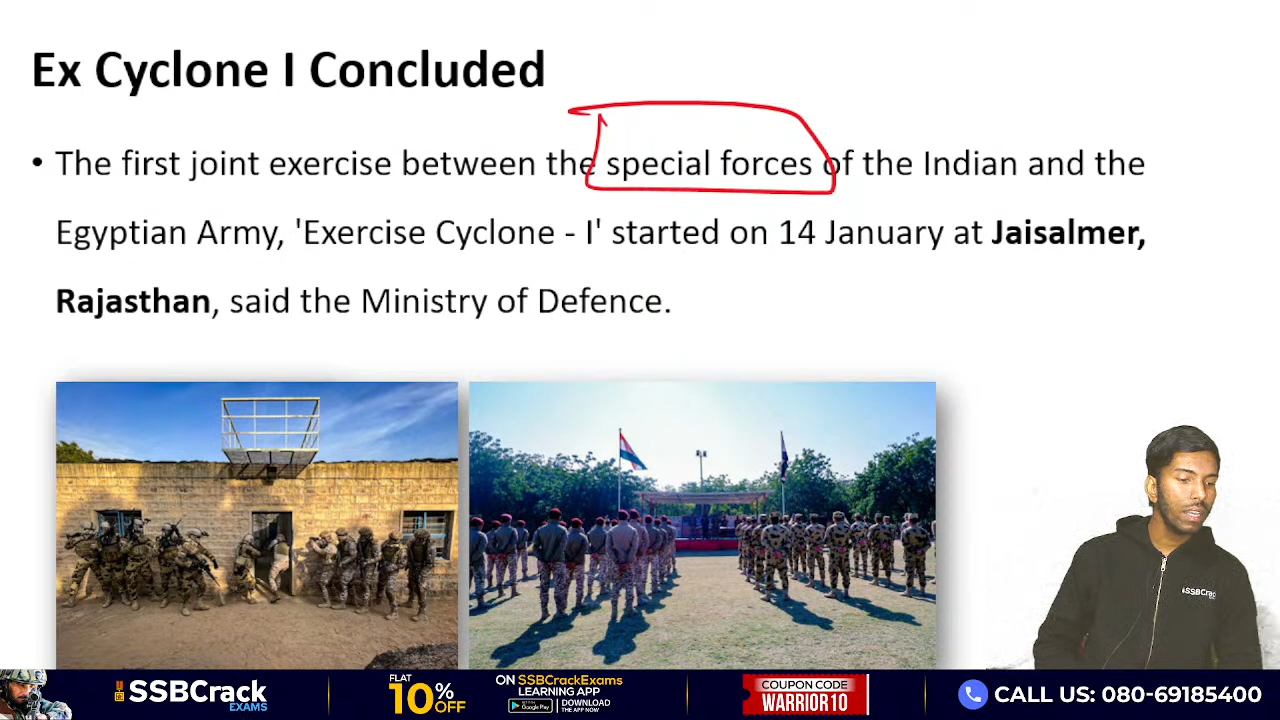 Ex Cyclone I Concluded
• The first joint exercise between the special forces of the Indian and the
Egyptian Army, 'Exercise Cyclone - I' started on 14 January at Jaisalmer,
Rajasthan, said the Ministry of Defence.
SSBCrack
SSBCrack
EXAMS
FLAT
10% OFF
ON SSBCrackExams
LEARNING APP
Google Play
DOWNLOAD
THE APP NOW
COUPON CODE
WARRIOR10
CALL US: 080-69185400